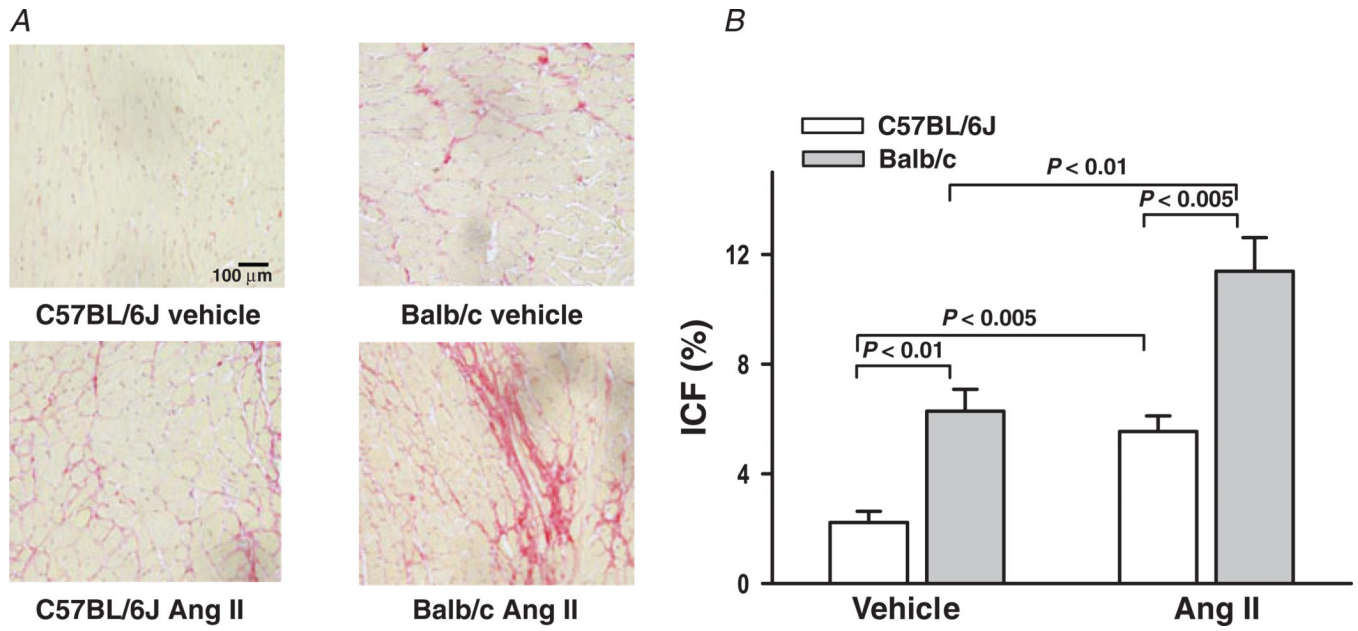 A
100 μm
C57BL/6J vehicle
Balb/c vehicle
C57BL/6J Ang II
Balb/c Ang II
B
C57BL/6J
Balb/c
P < 0.01
P < 0.005
P < 0.005
P < 0.01
ICF (%)
12
8
4
0
Vehicle
Ang II